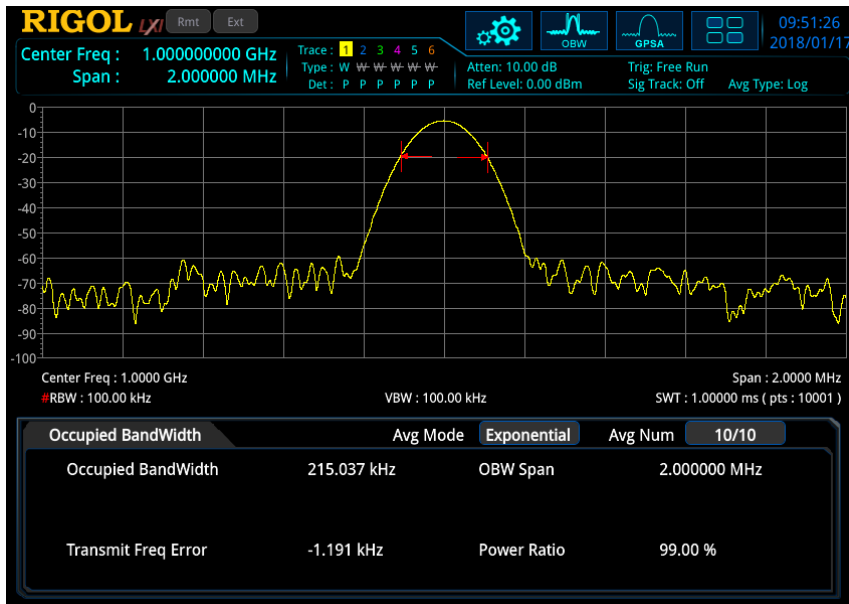 RIGOL LXI Rmt Ext OBW GPSA 09:51:26
2018/01/17
Center Freq : 1.000000000 GHz
Span : 2.000000 MHz
Trace : 1 2 3 4 5 6
Type : W W W W W W
Det : P P P P P P
Atten: 10.00 dB Trig: Free Run
Ref Level: 0.00 dBm Sig Track: Off Avg Type: Log
0
-10
-20
-30
-40
-50
-60
-70
-80
-90
-100
Center Freq : 1.0000 GHz Span : 2.0000 MHz
#RBW : 100.00 kHz VBW : 100.00 kHz SWT : 1.00000 ms ( pts : 10001 )
Occupied BandWidth Avg Mode Exponential Avg Num 10/10
Occupied BandWidth 215.037 kHz OBW Span 2.000000 MHz
Transmit Freq Error -1.191 kHz Power Ratio 99.00 %